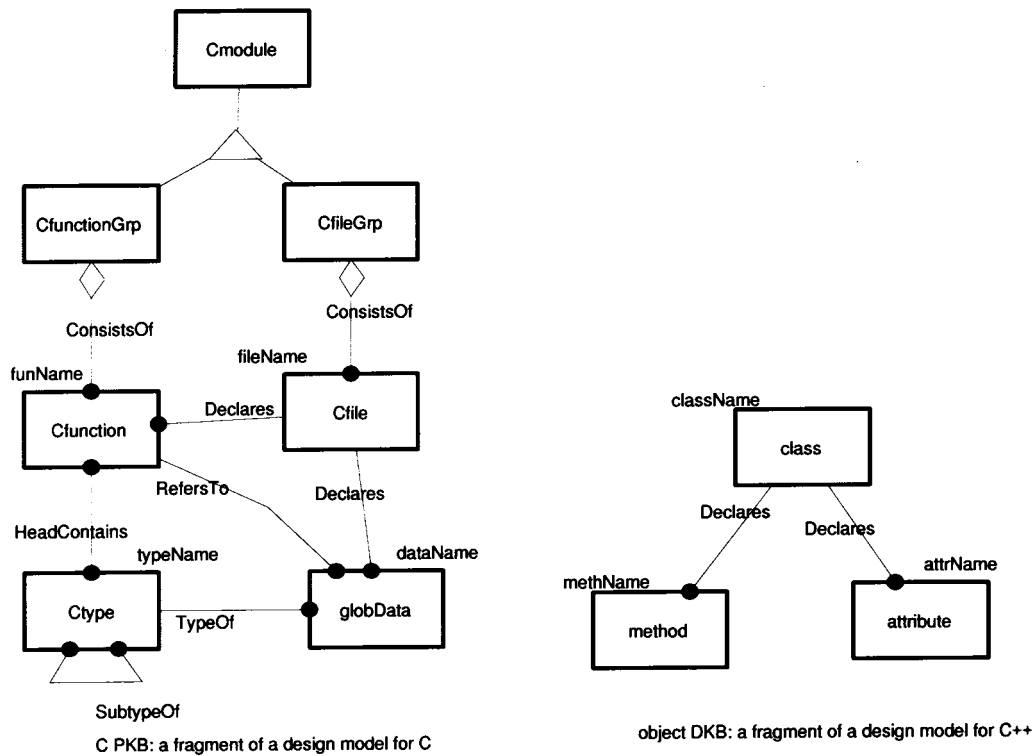 Cmodule
CfunctionGrp
CfileGrp
ConsistsOf
ConsistsOf
funName
fileName
Cfunction
Declares
Cfile
RefersTo
Declares
HeadContains
typeName
dataName
Ctype
TypeOf
globData
SubtypeOf
C PKB: a fragment of a design model for C
className
class
Declares
Declares
methName
attrName
method
attribute
object DKB: a fragment of a design model for C++